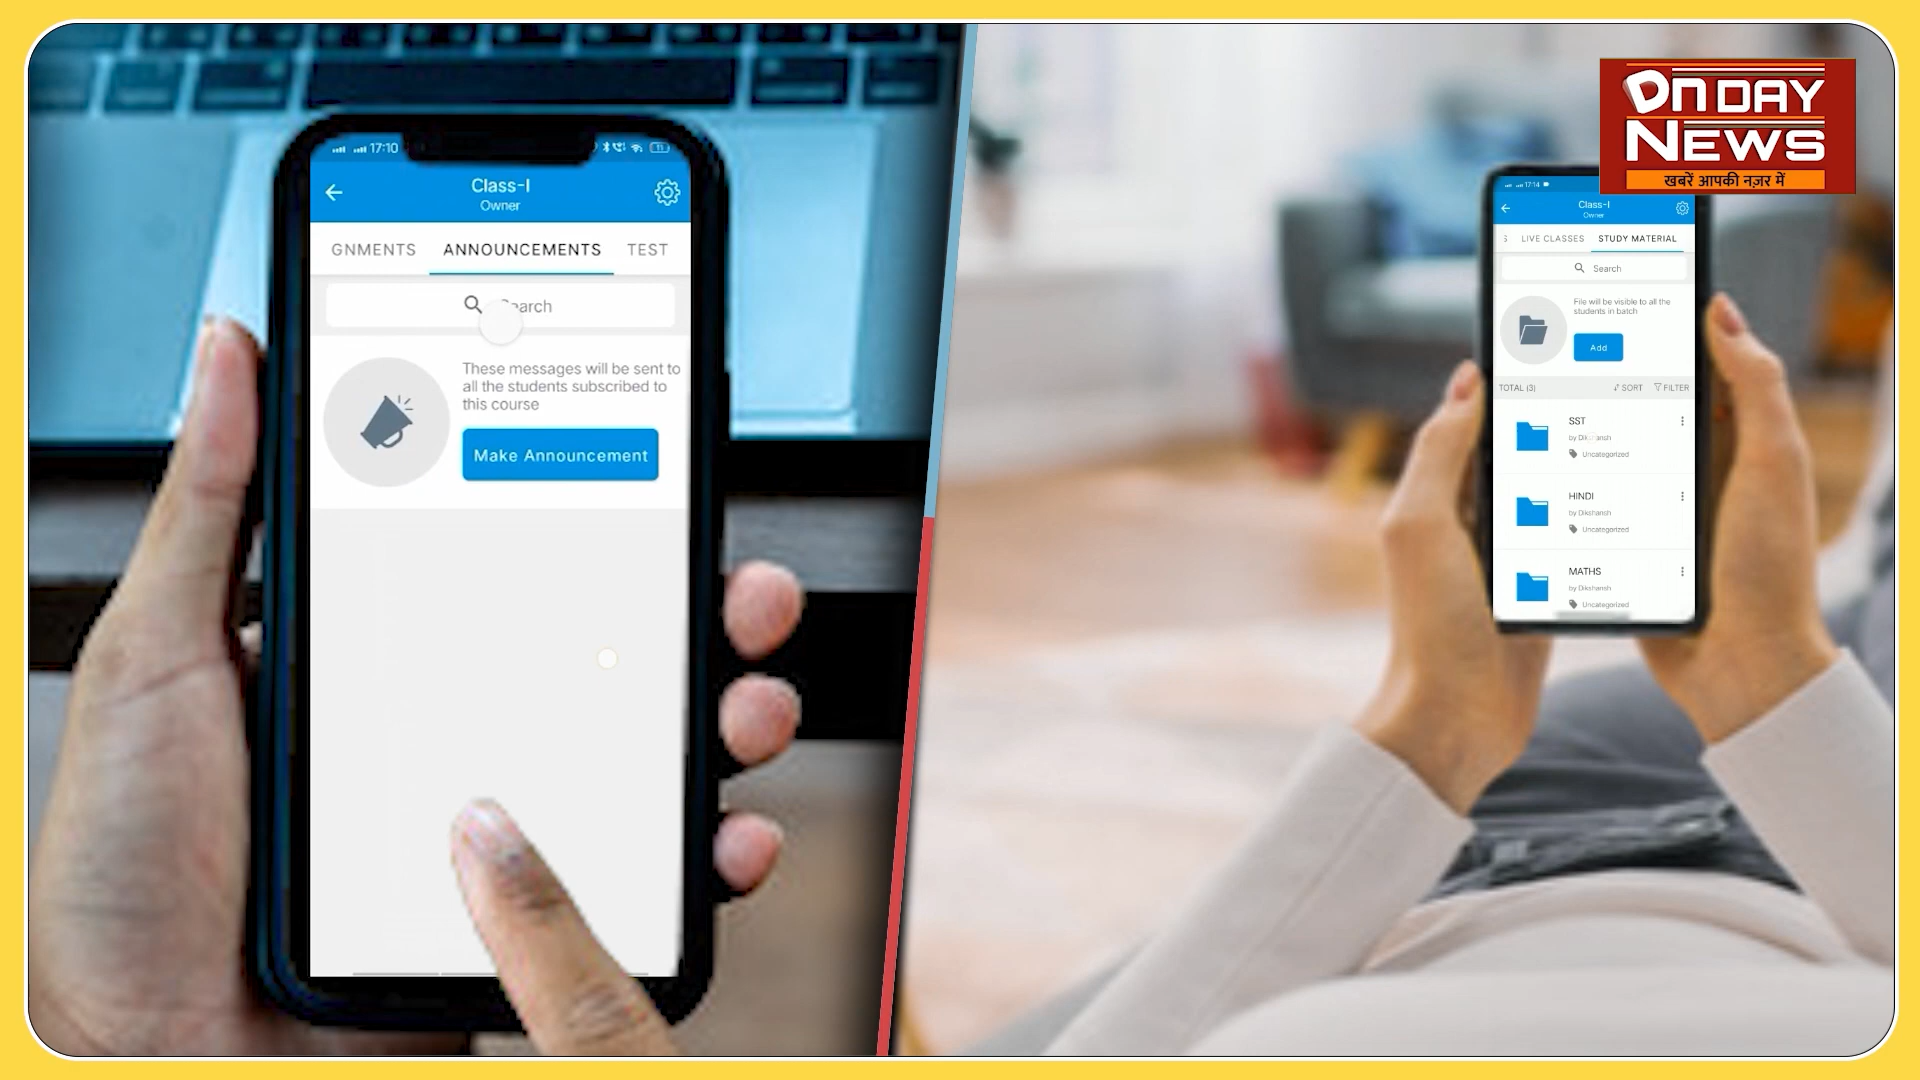 17:10
Class-I
Owner
GNMENTS ANNOUNCEMENTS TEST
arch
These messages will be sent to
all the students subscribed to
this course
Make Announcement
On DAY
NEWS
खबरें आपकी नज़र में
17:14
Class-I
Owner
S LIVE CLASSES STUDY MATERIAL
Search
File will be visible to all the
students in batch
Add
TOTAL (3) SORT FILTER
SST
Uncategorized
HINDI
by Dikshansh
Uncategorized
MATHS
by Dikshansh
Uncategorized